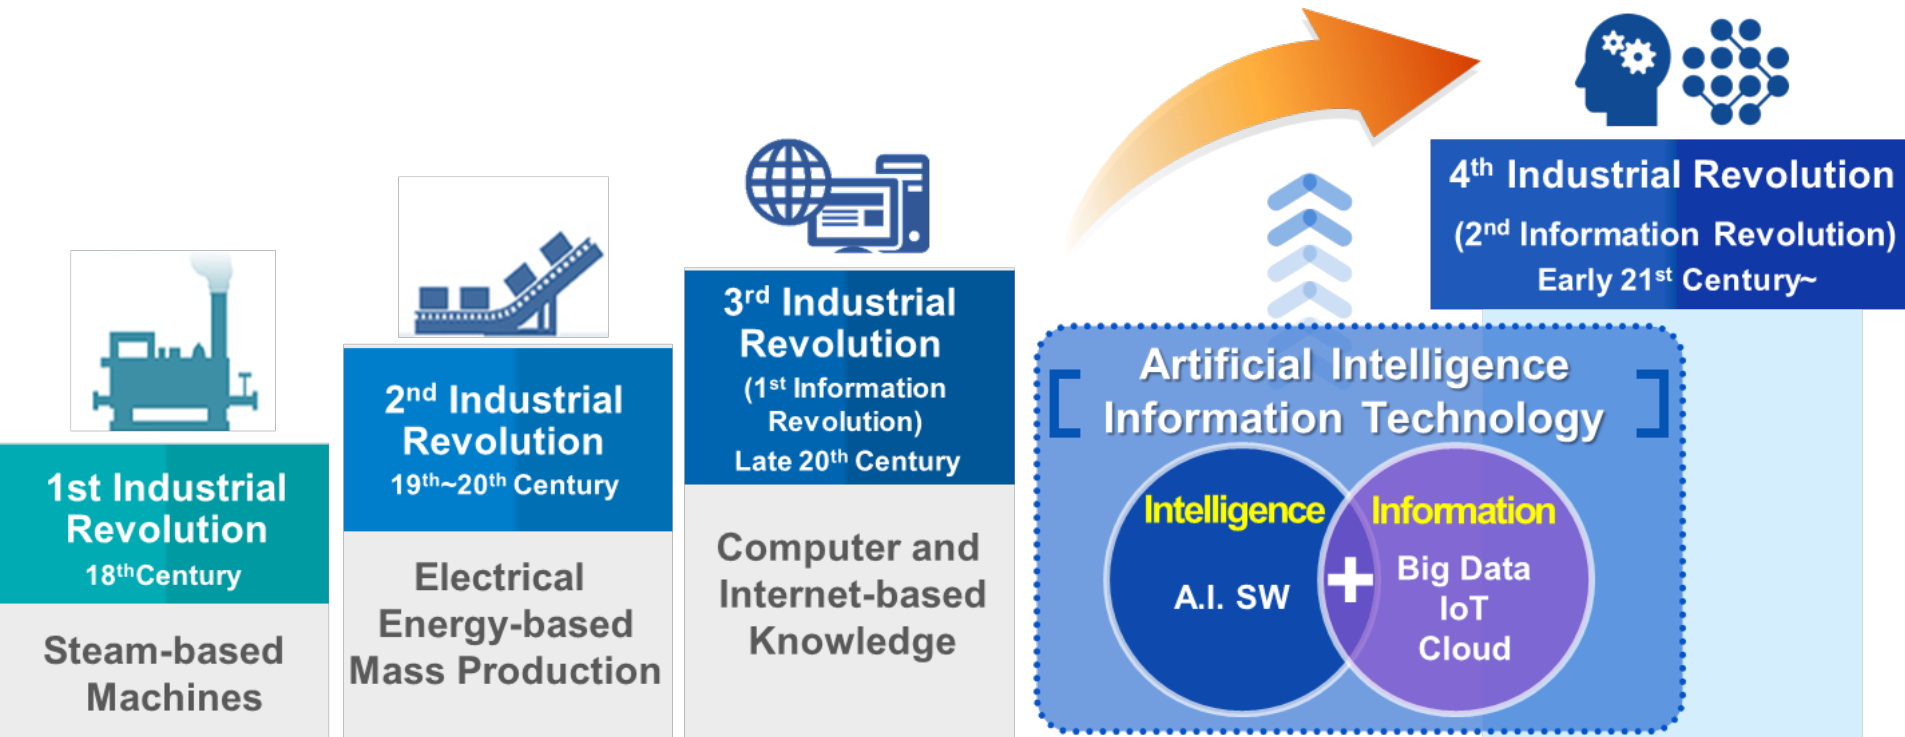 1st Industrial
Revolution
18thCentury
Steam-based
Machines
2nd Industrial
Revolution
19th~20th Century
Electrical
Energy-based
Mass Production
3rd Industrial
Revolution
(1st Information
Revolution)
Late 20th Century
Computer and
Internet-based
Knowledge
Artificial Intelligence
Information Technology
Intelligence
A.I. SW
+
Information
Big Data
IoT
Cloud
4th Industrial Revolution
(2nd Information Revolution)
Early 21st Century~